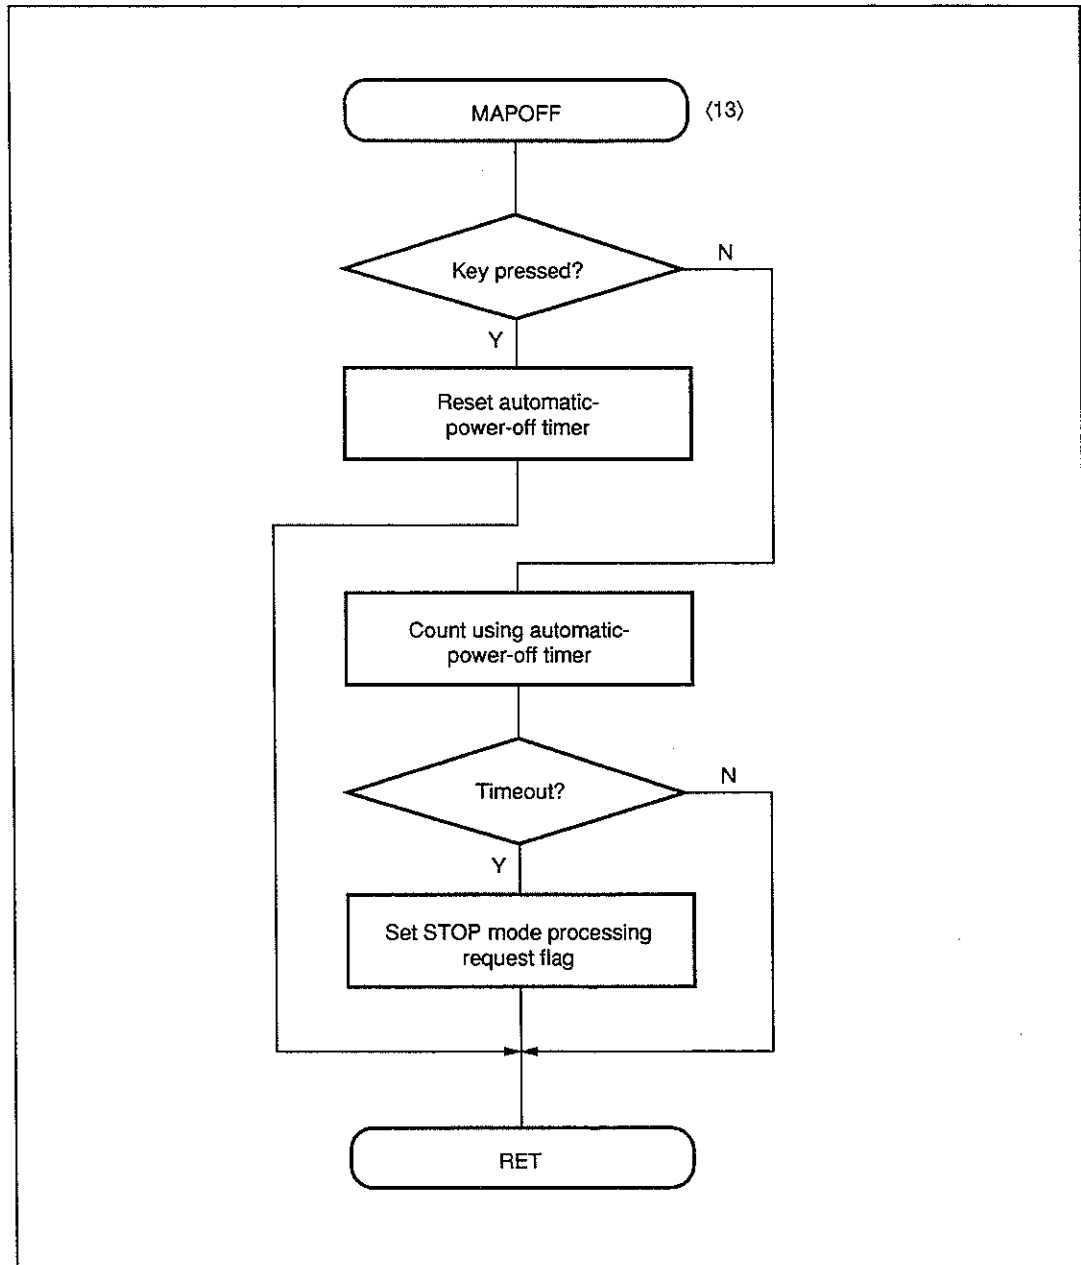 MAPOFF
⟨13⟩
Key pressed?
N
Y
Reset automatic-
power-off timer
Count using automatic-
power-off timer
Timeout?
N
Y
Set STOP mode processing
request flag
RET